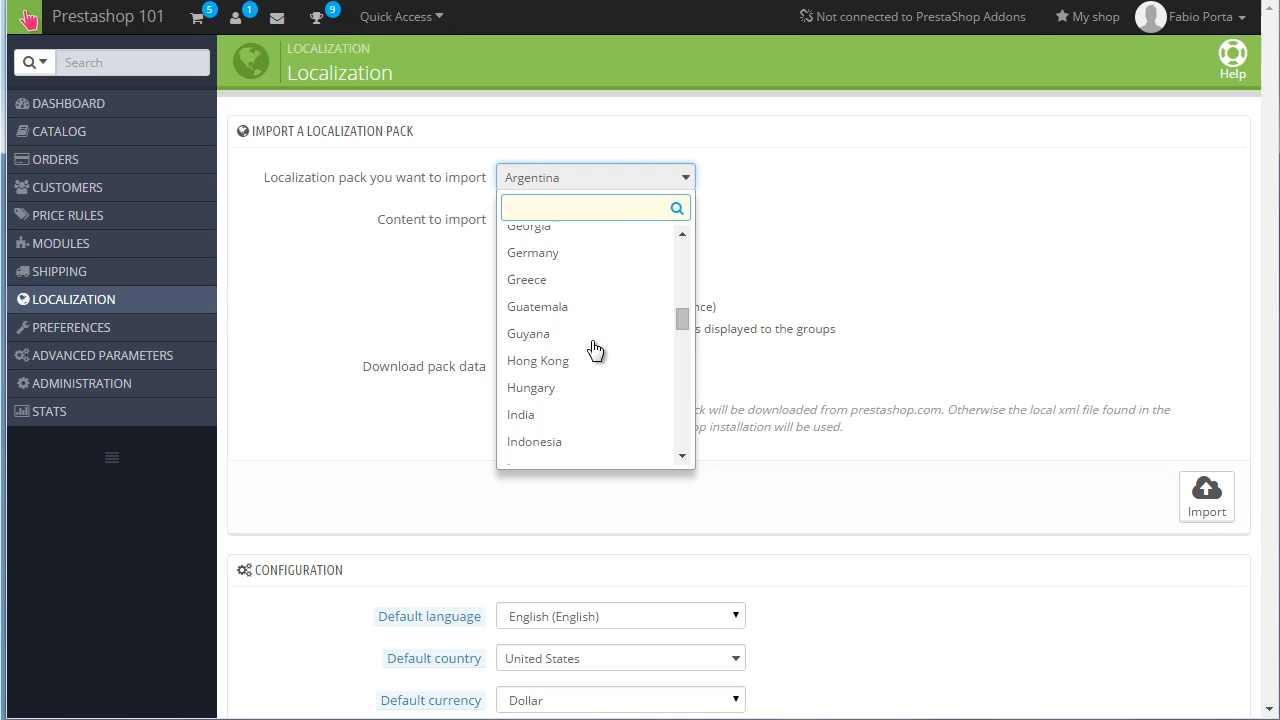 Prestashop 101
5
1
9
Quick Access
Not connected to PrestaShop Addons
My shop
Fabio Porta
Search
LOCALIZATION
Localization
Help
DASHBOARD
CATALOG
ORDERS
CUSTOMERS
PRICE RULES
MODULES
SHIPPING
LOCALIZATION
PREFERENCES
ADVANCED PARAMETERS
ADMINISTRATION
STATS
IMPORT A LOCALIZATION PACK
Localization pack you want to import
Argentina
Content to import
Georgia
Germany
Greece
Guatemala
Guyana
Hong Kong
Hungary
India
Indonesia
nce)
s displayed to the groups
Download pack data
ck will be downloaded from prestashop.com. Otherwise the local xml file found in the
op installation will be used.
Import
CONFIGURATION
Default language
English (English)
Default country
United States
Default currency
Dollar